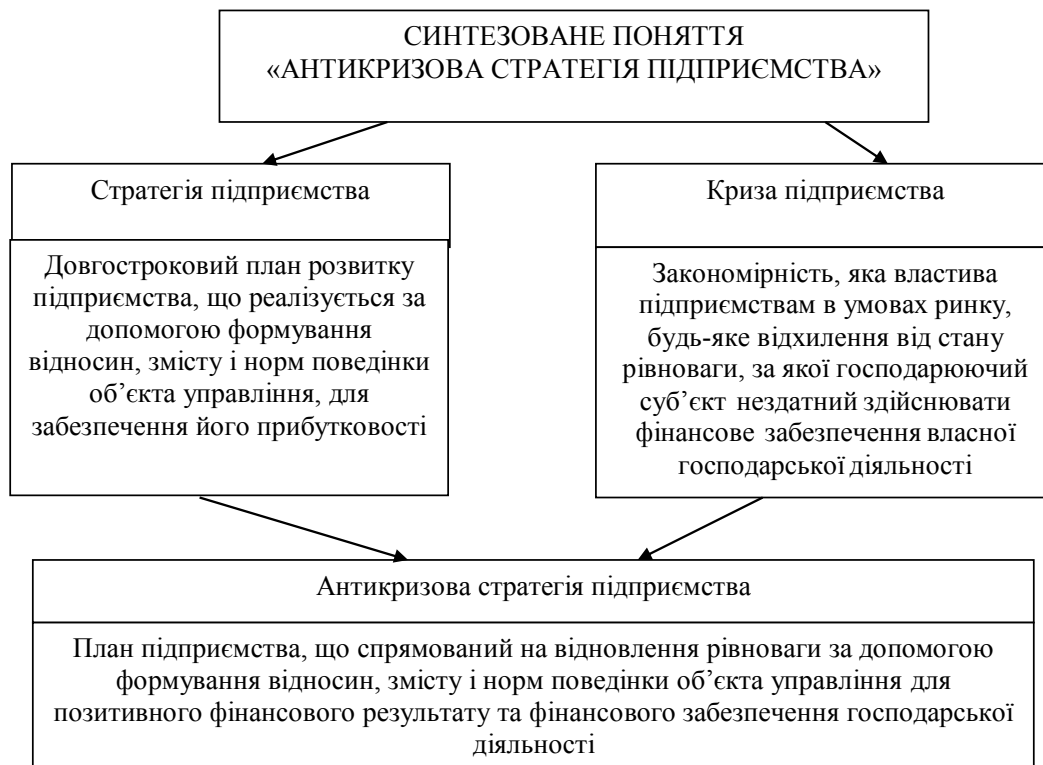 СИНТЕЗОВАНЕ ПОНЯТТЯ
«АНТИКРИЗОВА СТРАТЕГІЯ ПІДПРИЄМСТВА»
Стратегія підприємства
Довгостроковий план розвитку
підприємства, що реалізується за
допомогою формування
відносин, змісту і норм поведінки
об’єкта управління, для
забезпечення його прибутковості
Криза підприємства
Закономірність, яка властива
підприємствам в умовах ринку,
будь-яке відхилення від стану
рівноваги, за якої господарюючий
суб’єкт нездатний здійснювати
фінансове забезпечення власної
господарської діяльності
Антикризова стратегія підприємства
План підприємства, що спрямований на відновлення рівноваги за допомогою
формування відносин, змісту і норм поведінки об’єкта управління для
позитивного фінансового результату та фінансового забезпечення господарської
діяльності